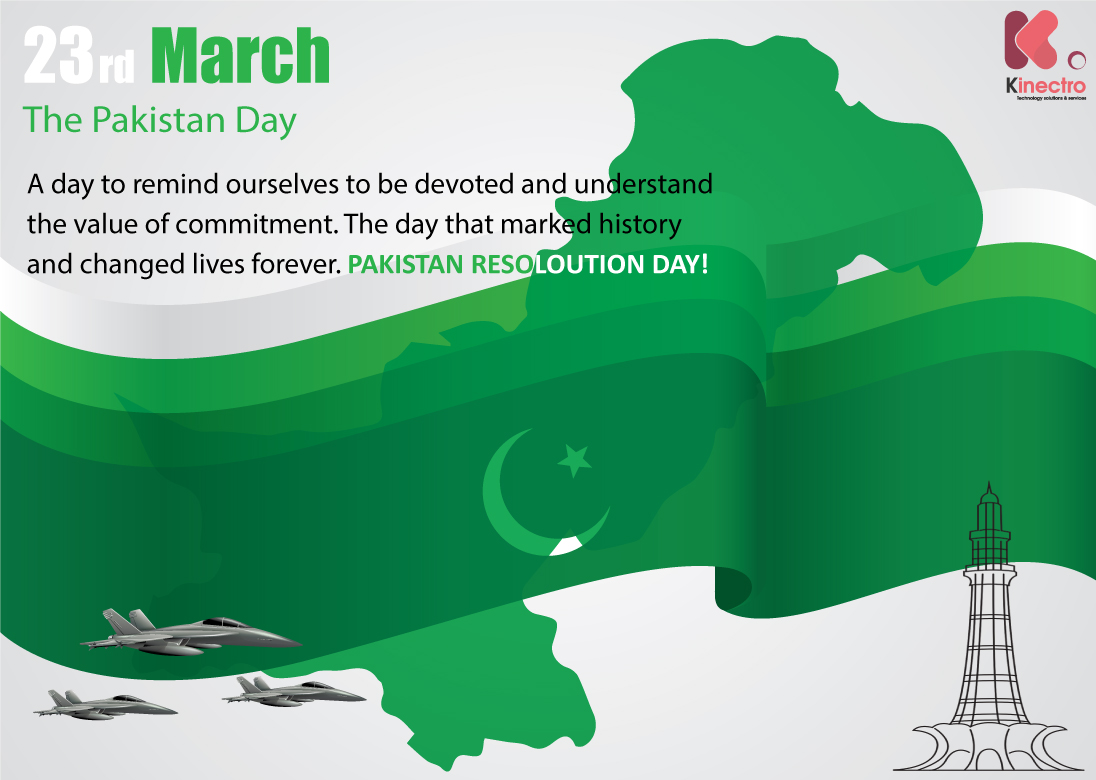 23rd March
The Pakistan Day
A day to remind ourselves to be devoted and understand
the value of commitment. The day that marked history
and changed lives forever. PAKISTAN RESOLOUTION DAY!
Kinectro
Technology solutions & services